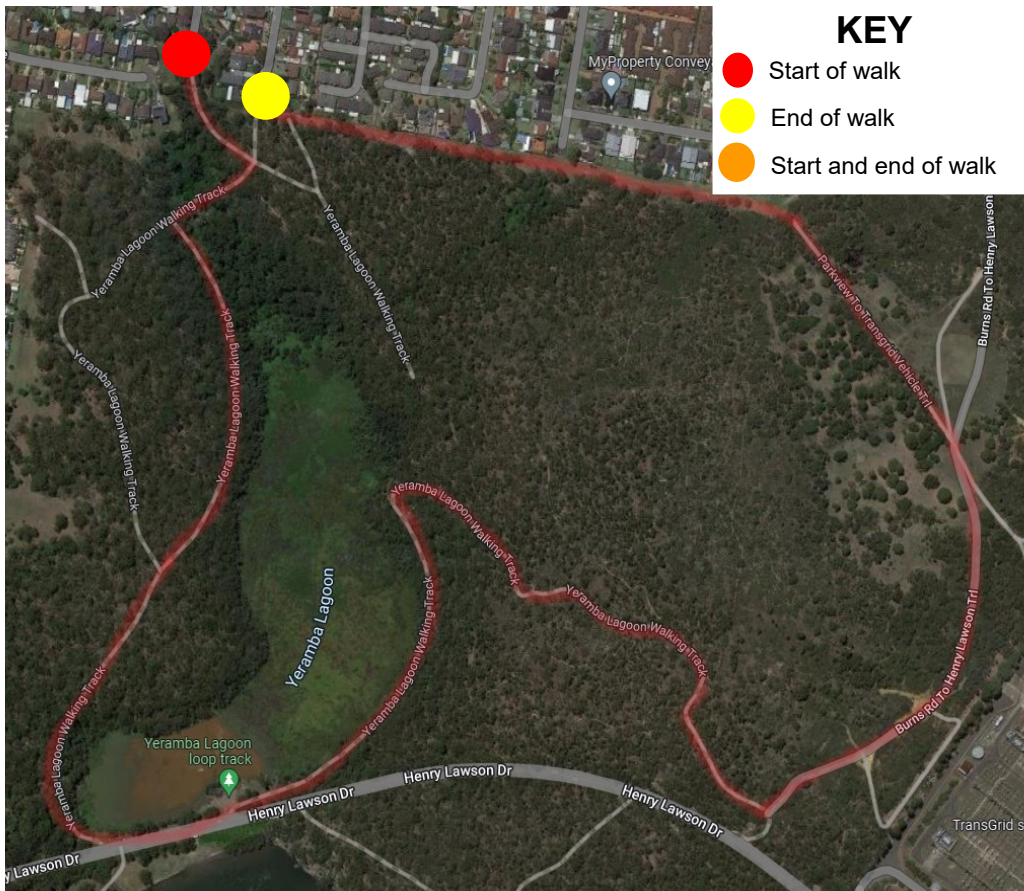 KEY
Start of walk
End of walk
Start and end of walk
MyProperty Convey
Yeramba Lagoon Walking Track
Yeramba Lagoon Walking Track
Burns Rd To Henry Lawson
Parkview To Transgrid Vehicle Trl
Yeramba Lagoon Walking Track
Yeramba Lagoon Walking Track
Yeramba Lagoon Walking Track
Yeramba Lagoon
Yeramba Lagoon Walking Track
Yeramba Lagoon Walking Track
Yeramba Lagoon Walking Track
Burns Rd To Henry Lawson Trl
Yeramba Lagoon
loop track
Henry Lawson Dr
Henry Lawson Dr
Henry Lawson Dr
TransGrid s
y Lawson Dr